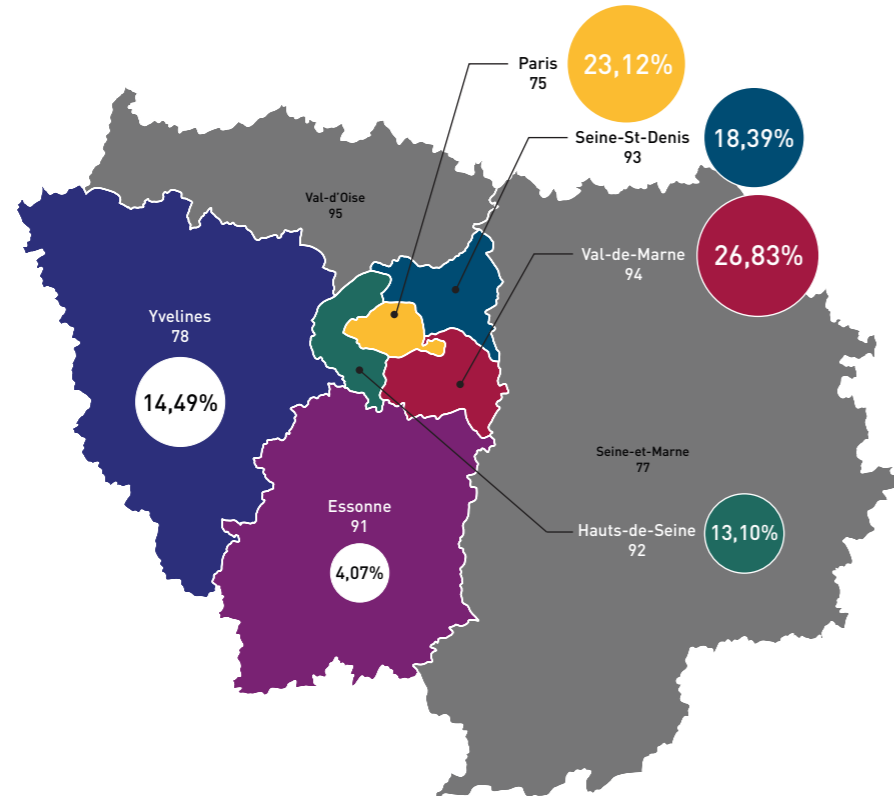 Paris
75
23,12%
Seine-St-Denis
93
18,39%
Val-d'Oise
95
Val-de-Marne
94
26,83%
Yvelines
78
14,49%
Seine-et-Marne
77
Essonne
91
4,07%
Hauts-de-Seine
92
13,10%